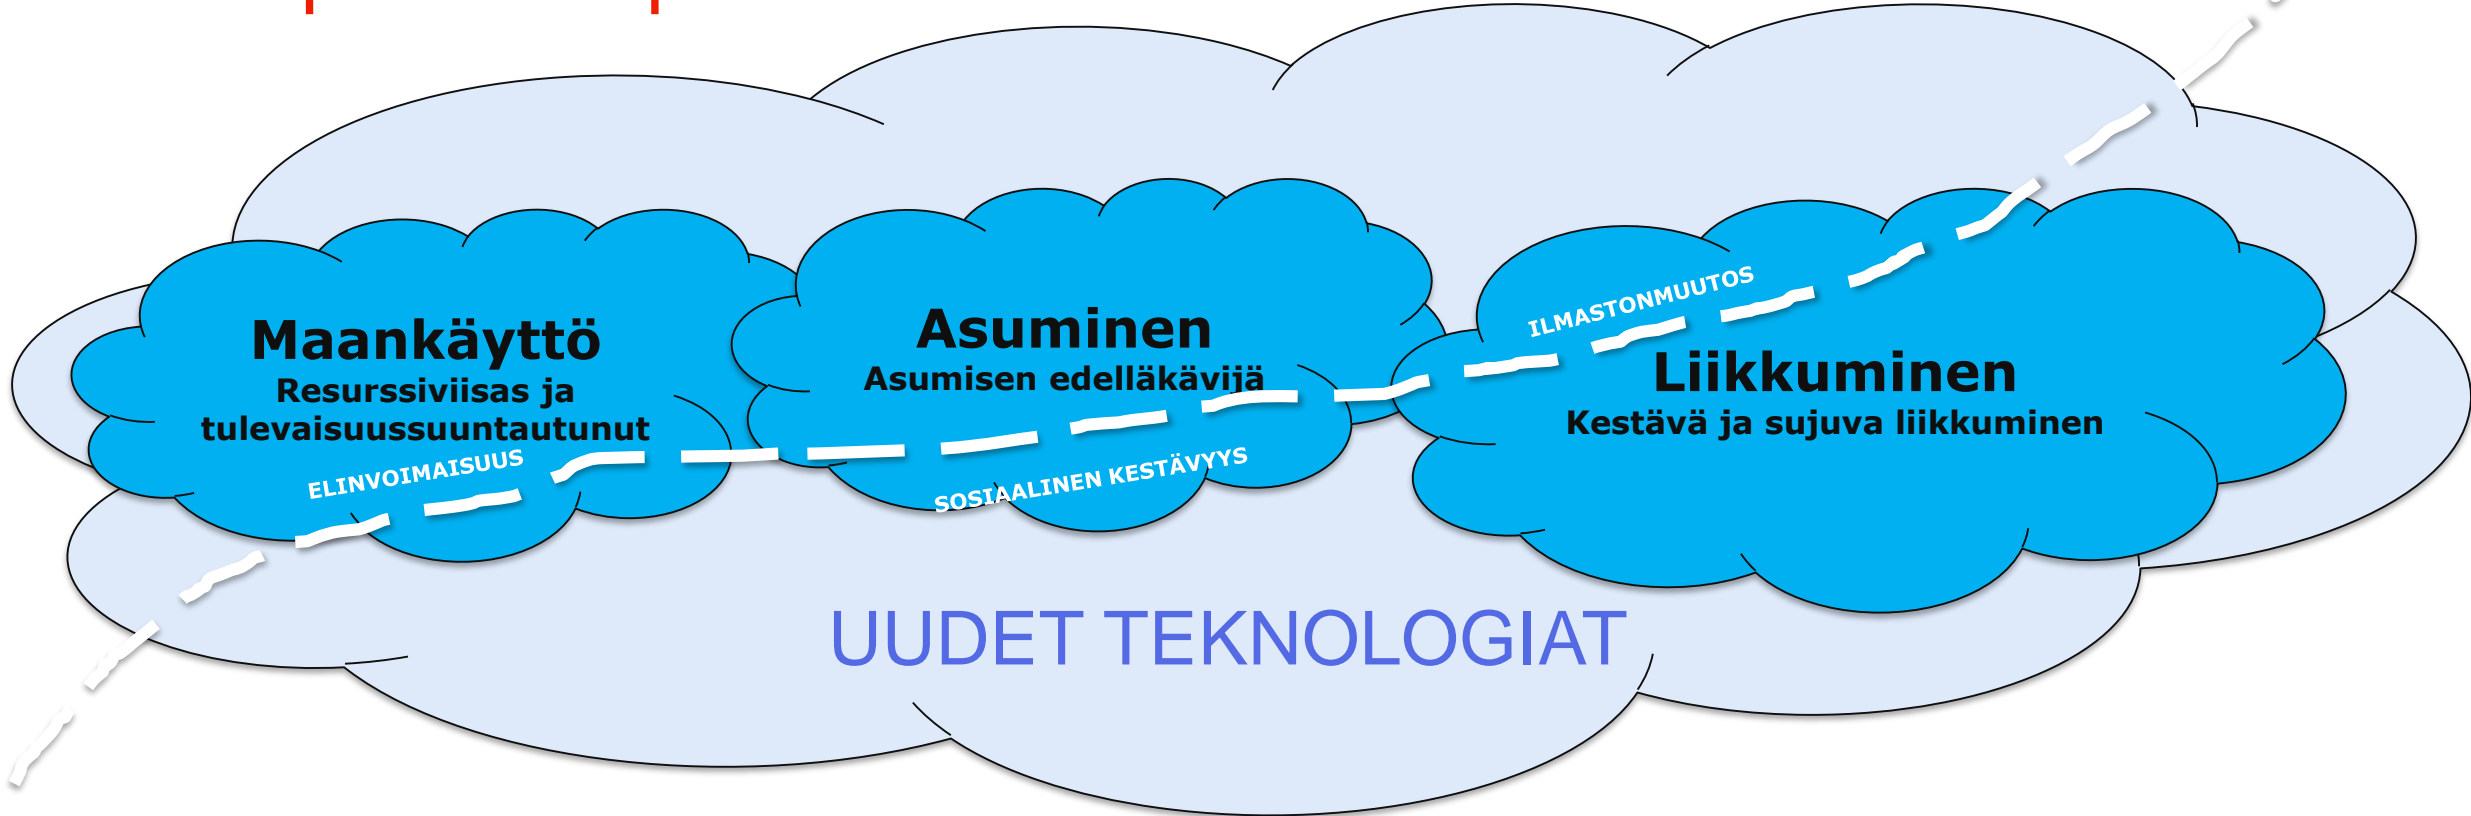 Maankäyttö
Resurssiviisas ja
tulevaisuussuuntautunut
ELINVOIMAISUUS
Asuminen
Asumisen edelläkävijä
SOSIAALINEN KESTÄVYYS
ILMASTONMUUTOS
Liikkuminen
Kestävä ja sujuva liikkuminen
UUDET TEKNOLOGIAT